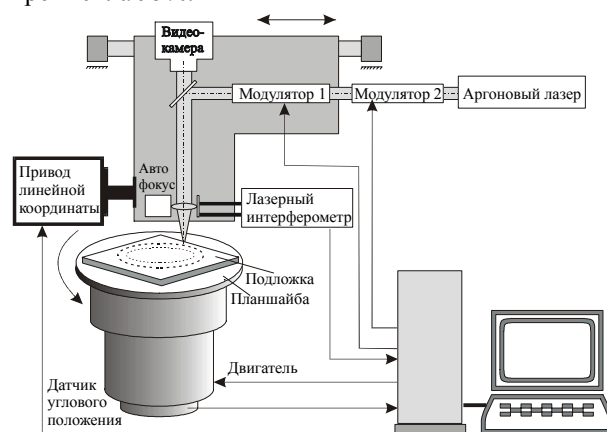 Видео-
камера
Модулятор 1
Модулятор 2
Аргоновый лазер
Привод
линейной
координаты
Авто
фокус
Лазерный
интерферометр
Подложка
Планшайба
Двигатель
Датчик
углового
положения